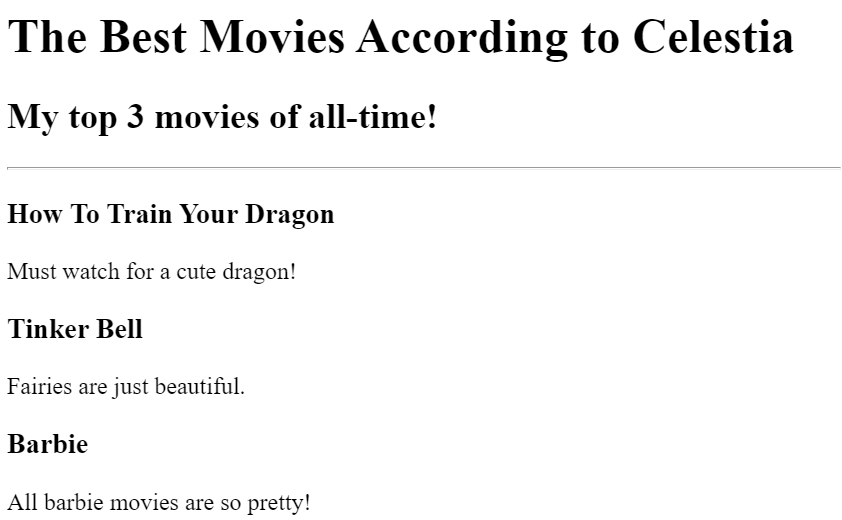 The Best Movies According to Celestia
My top 3 movies of all-time!
How To Train Your Dragon
Must watch for a cute dragon!
Tinker Bell
Fairies are just beautiful.
Barbie
All barbie movies are so pretty!